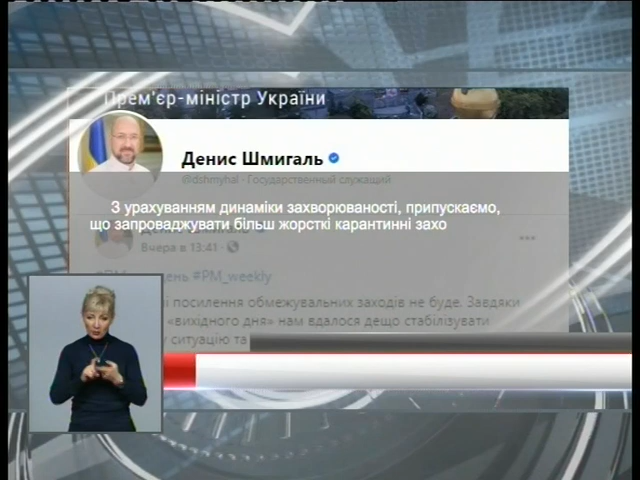 Прем'єр-міністр України
Денис Шмигаль
@dshmyhal · Государственный служащий
З урахуванням динаміки захворюваності, припускаємо,
що запроваджувати більш жорсткі карантинні захо
Вчера в 13:41 ·
день #PM_weekly
і посилення обмежувальних заходів не буде. Завдяки
«вихідного дня» нам вдалося дещо стабілізувати
ситуацію та